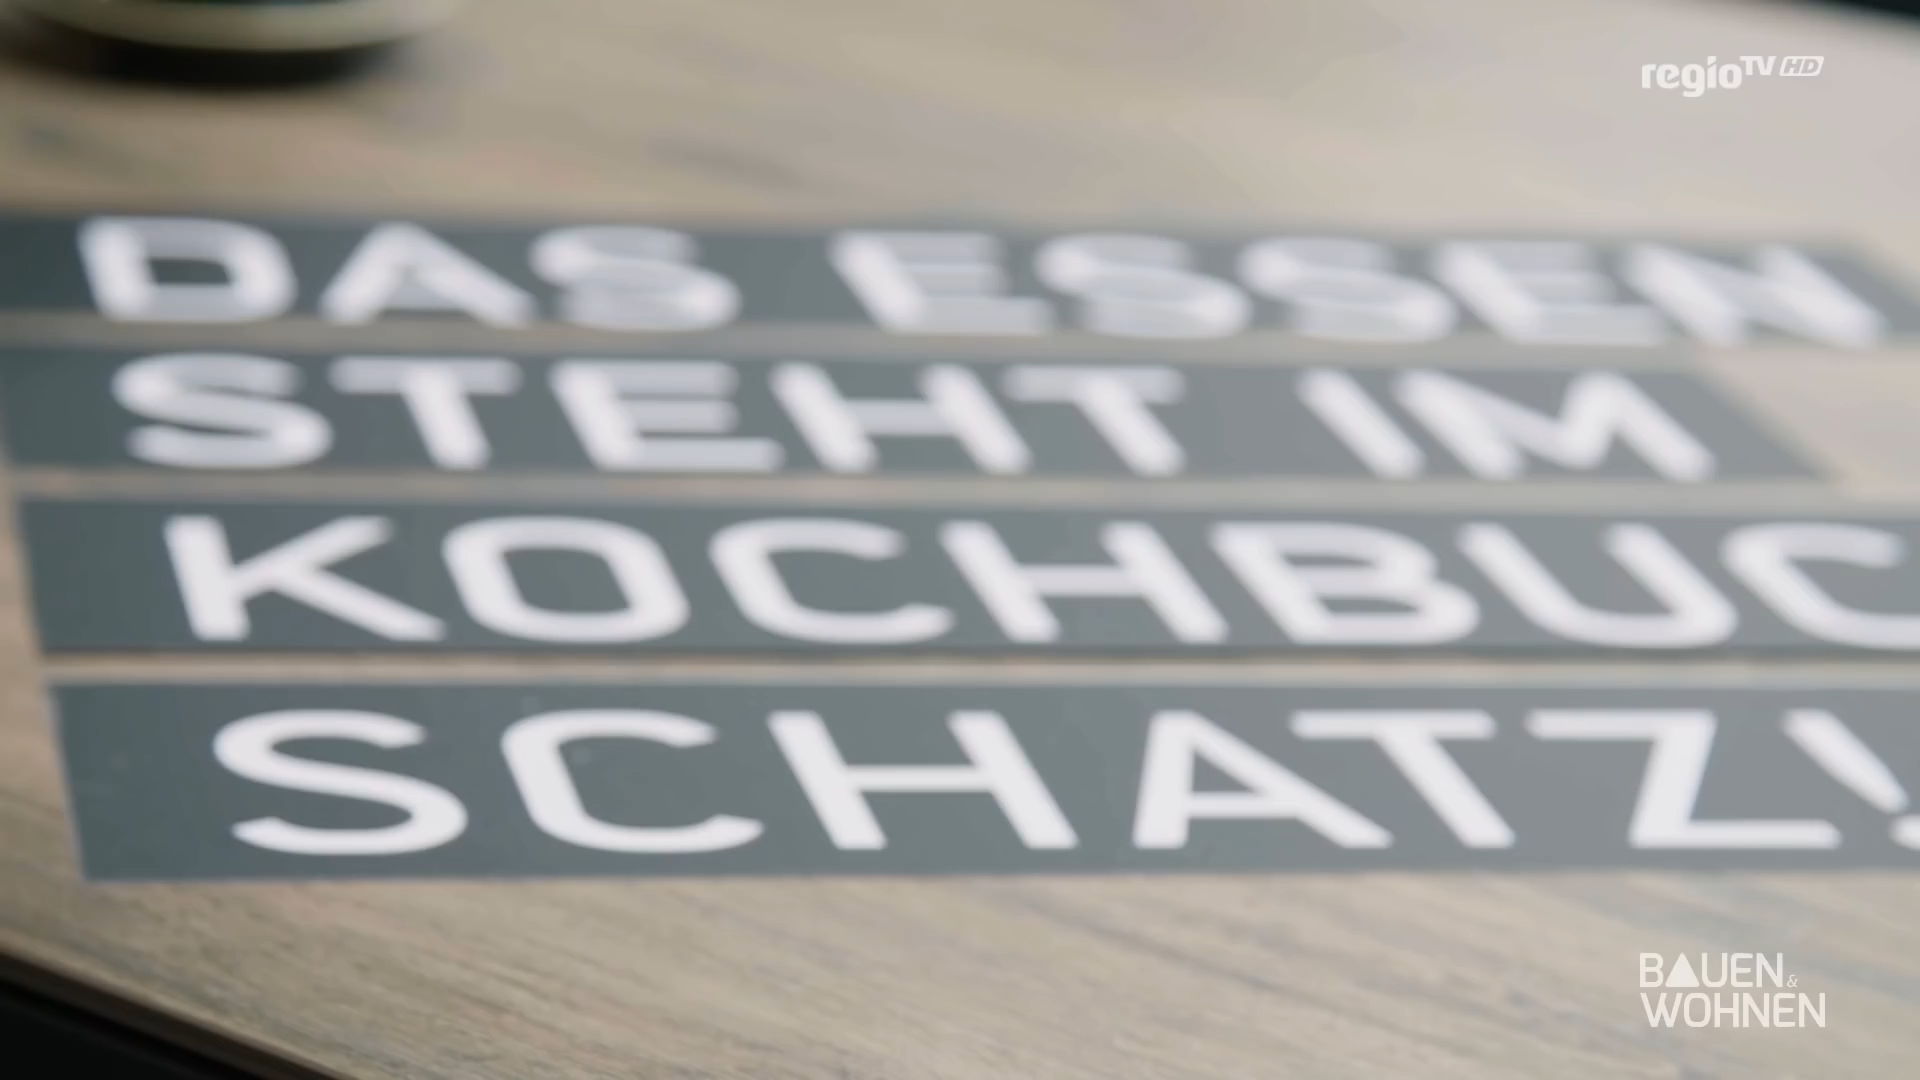 regioTV HD
DAS ESSEN
STEHT IM
KOCHBUC
SCHATZ!
BAUEN &
WOHNEN